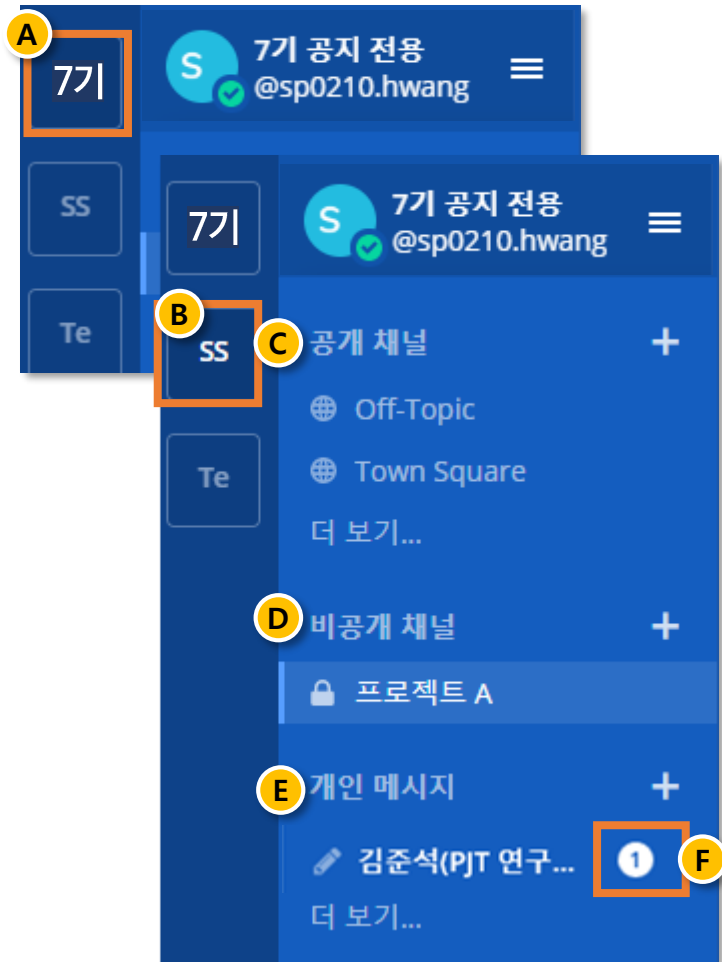 A
7기
S
7기 공지 전용
@sp0210.hwang
SS
Te
7기
S
7기 공지 전용
@sp0210.hwang
B
SS
C
공개 채널
Off-Topic
Te
Town Square
더 보기...
D
비공개 채널
프로젝트 A
E
개인 메시지
김준석(PJT 연구...
1
F
더 보기...